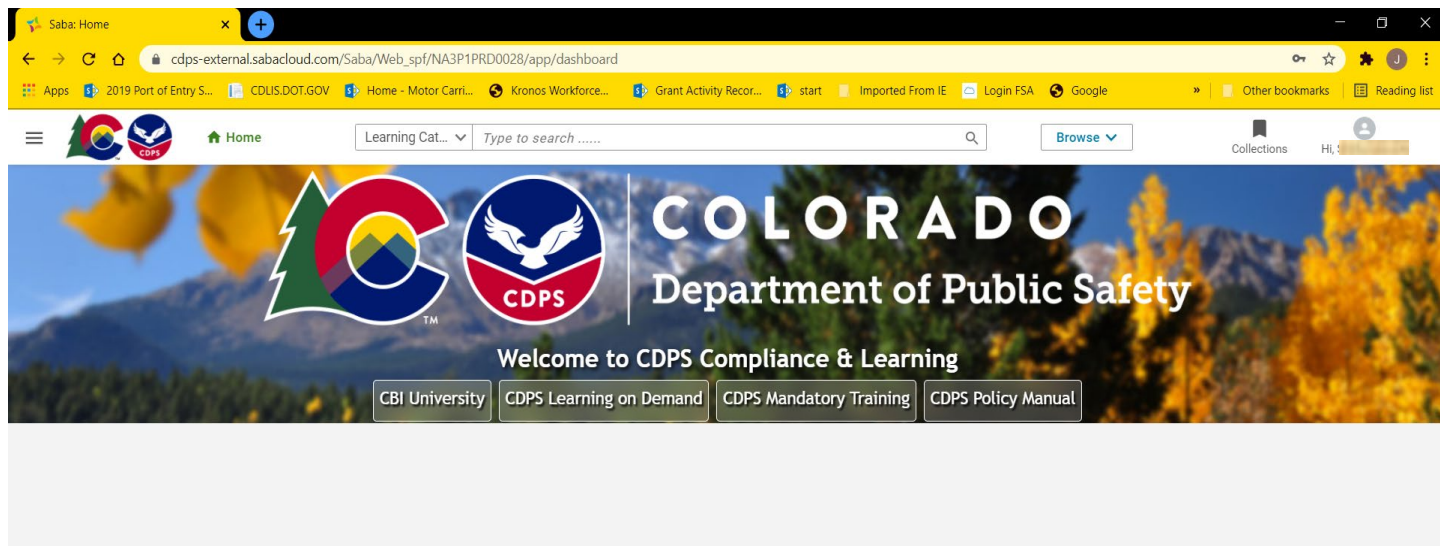 Saba: Home
cdps-external.sabacloud.com/Saba/Web_spf/NA3P1PRD0028/app/dashboard
J
Apps 2019 Port of Entry S... CDLIS.DOT.GOV Home - Motor Carri... Kronos Workforce... Grant Activity Recor... start Imported From IE Login FSA Google » Other bookmarks Reading list
CDPS Home Learning Cat... Type to search ...... Browse Collections Hi,
COLORADO
Department of Public Safety
CDPS
TM
Welcome to CDPS Compliance & Learning
CBI University CDPS Learning on Demand CDPS Mandatory Training CDPS Policy Manual